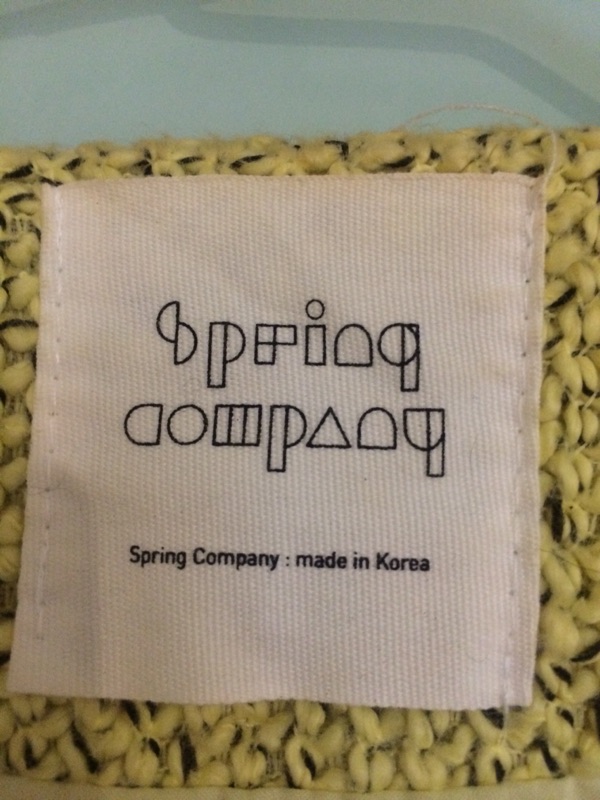 Spring
company
Spring Company : made in Korea